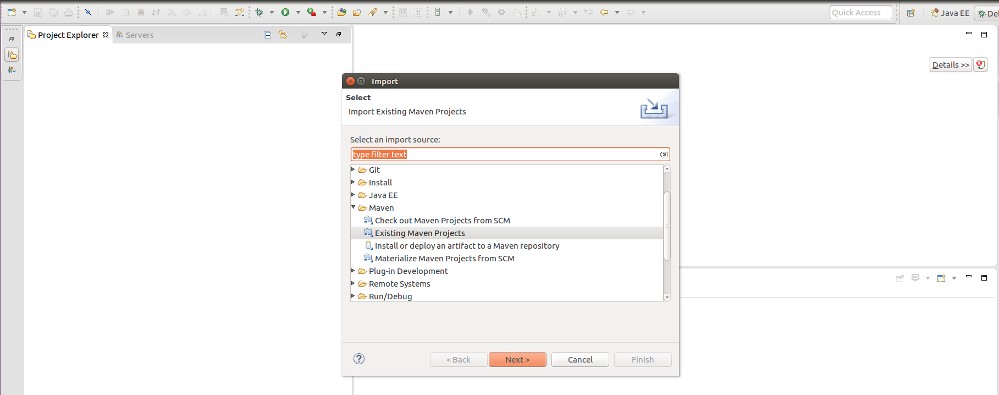 Quick Access
Java EE
De
Project Explorer
Servers
Details >>
Import
Select
Import Existing Maven Projects
Select an import source:
type filter text
Git
Install
Java EE
Maven
Check out Maven Projects from SCM
Existing Maven Projects
Install or deploy an artifact to a Maven repository
Materialize Maven Projects from SCM
Plug-in Development
Remote Systems
Run/Debug
< Back
Next >
Cancel
Finish